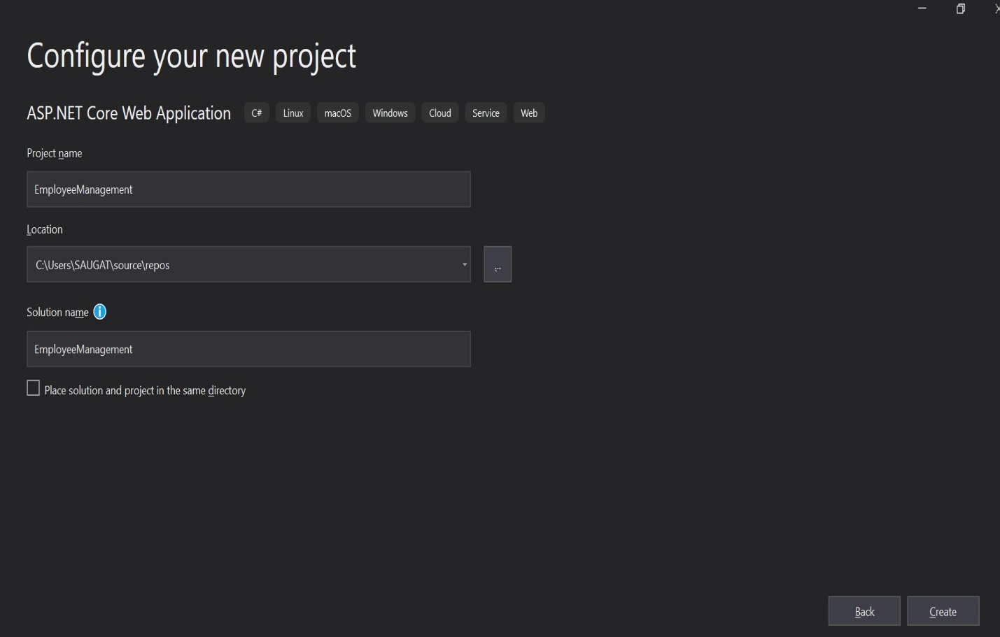 Configure your new project
ASP.NET Core Web Application C# Linux macOS Windows Cloud Service Web
Project name
EmployeeManagement
Location
C:\Users\SAUGAT\source\repos
...
Solution name
EmployeeManagement
Place solution and project in the same directory
Back Create